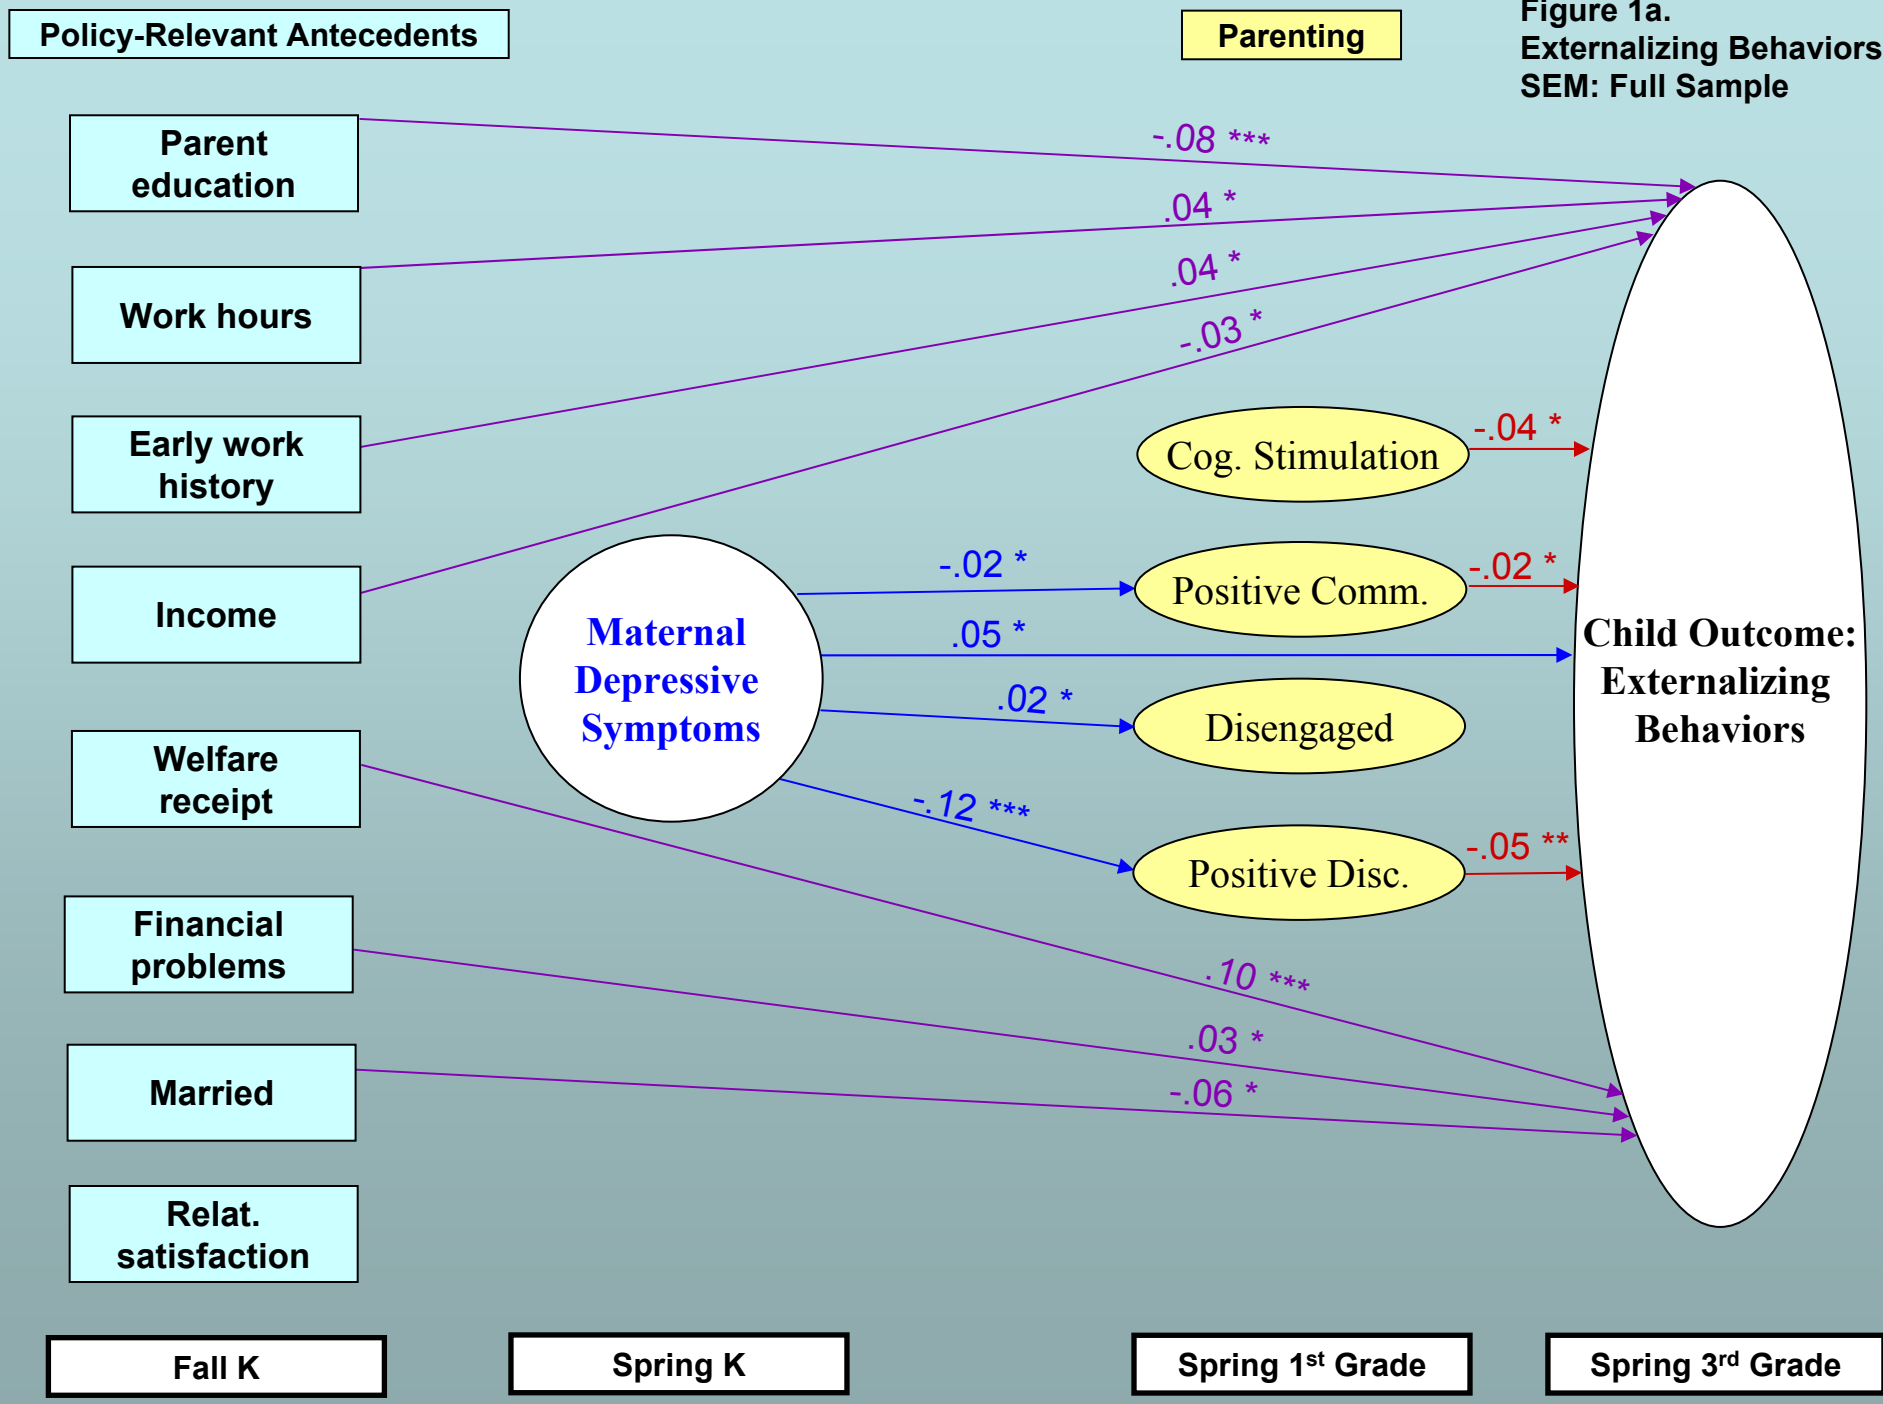 Policy-Relevant Antecedents
Parenting
Figure 1a.
Externalizing Behaviors
SEM: Full Sample
Parent
education
-.08 ***
Work hours
.04 *
Early work
history
.04 *
Income
-.03 *
Welfare
receipt
Financial
problems
Married
Relat.
satisfaction
Maternal
Depressive
Symptoms
-.02 *
.05 *
.02 *
-.12 ***
Cog. Stimulation
-.04 *
Positive Comm.
-.02 *
Disengaged
Positive Disc.
-.05 **
.10 ***
.03 *
-.06 *
Child Outcome:
Externalizing
Behaviors
Fall K
Spring K
Spring 1st Grade
Spring 3rd Grade